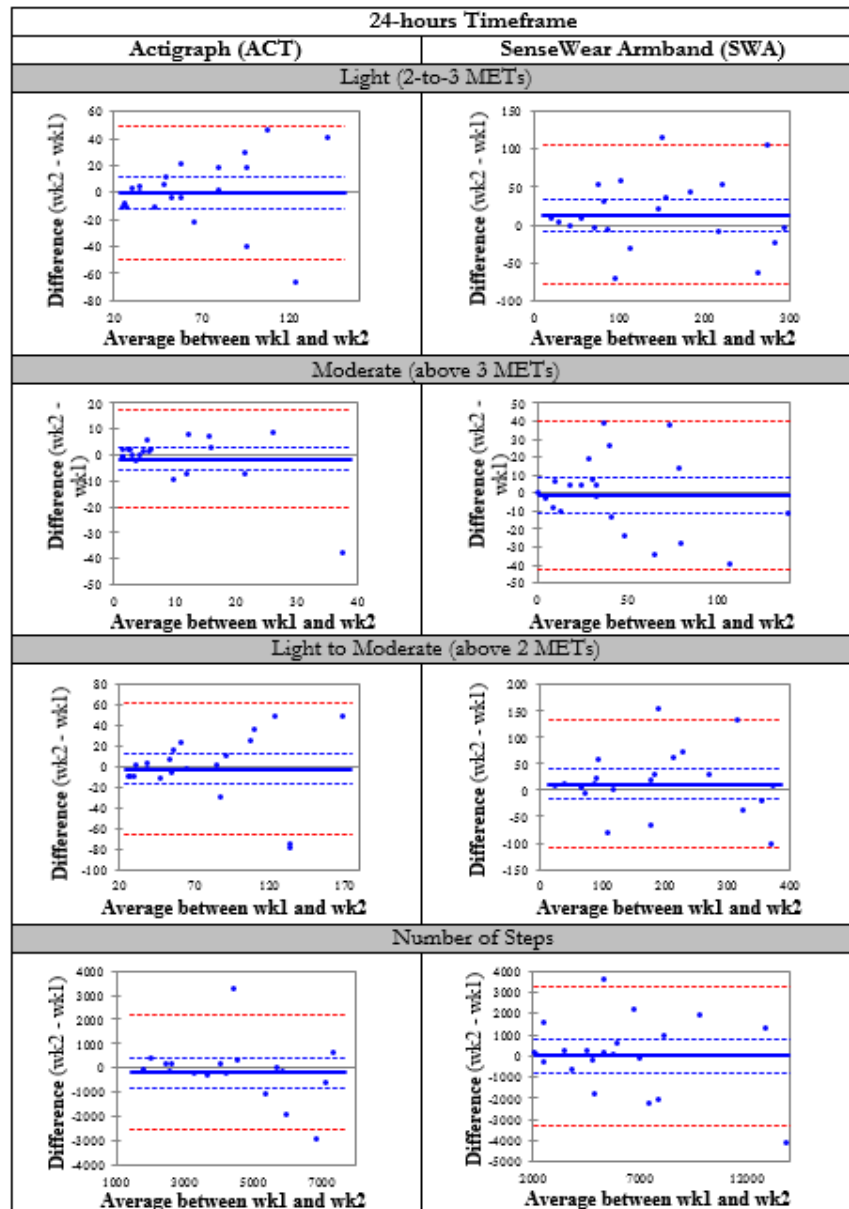 24-hours Timeframe
Actigraph (ACT) SenseWear Armband (SWA)
Light (2-to-3 METs)
Difference (wk2 - wk1)
60
40
20
0
-20
-40
-60
-80
20 70 120
Average between wk1 and wk2
Difference (wk2 - wk1)
150
100
50
0
-50
-100
0 100 200 300
Average between wk1 and wk2
Moderate (above 3 METs)
Difference (wk2 -
wk1)
20
10
0
-10
-20
-30
-40
-50
0 10 20 30 40
Average between wk1 and wk2
Difference (wk2 -
wk1)
50
40
30
20
10
0
-10
-20
-30
-40
-50
0 50 100
Average between wk1 and wk2
Light to Moderate (above 2 METs)
Difference (wk2 - wk1)
80
60
40
20
0
-20
-40
-60
-80
-100
20 70 120 170
Average between wk1 and wk2
Difference (wk2 - wk1)
200
150
100
50
0
-50
-100
-150
0 100 200 300 400
Average between wk1 and wk2
Number of Steps
Difference (wk2 - wk1)
4000
3000
2000
1000
0
-1000
-2000
-3000
-4000
1000 3000 5000 7000
Average between wk1 and wk2
Difference (wk2 - wk1)
4000
3000
2000
1000
0
-1000
-2000
-3000
-4000
-5000
2000 7000 12000
Average between wk1 and wk2